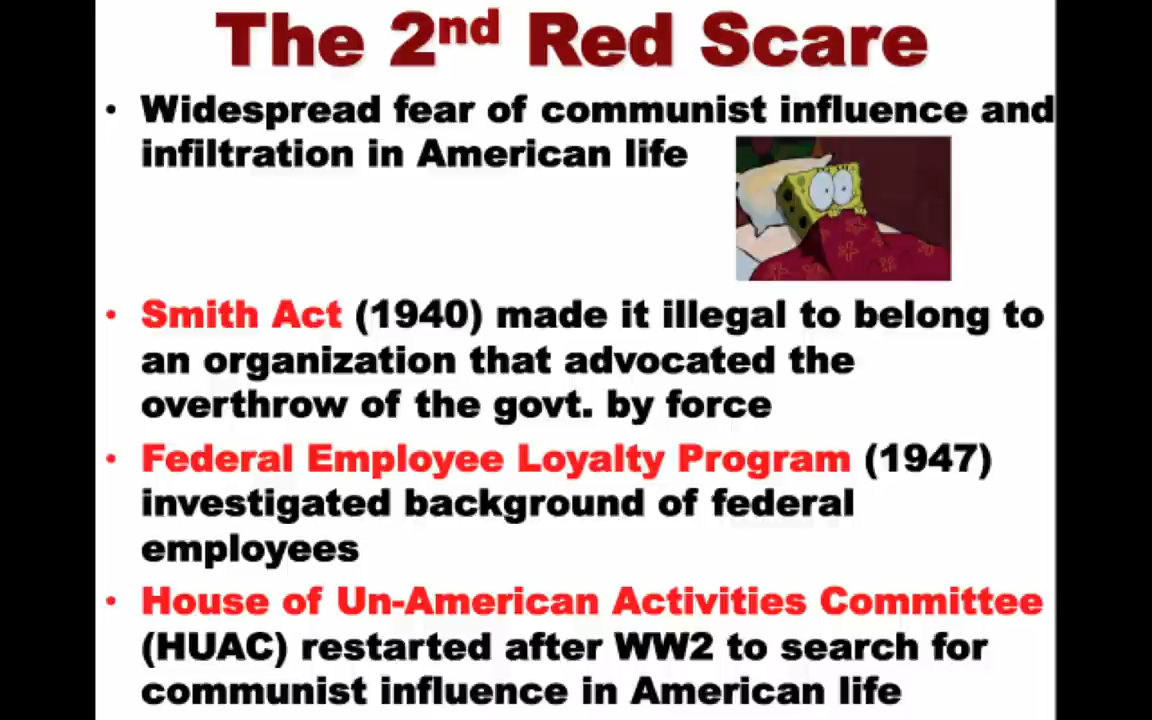 The 2nd Red Scare
• Widespread fear of communist influence and
infiltration in American life
• Smith Act (1940) made it illegal to belong to
an organization that advocated the
overthrow of the govt. by force
• Federal Employee Loyalty Program (1947)
investigated background of federal
employees
• House of Un-American Activities Committee
(HUAC) restarted after WW2 to search for
communist influence in American life